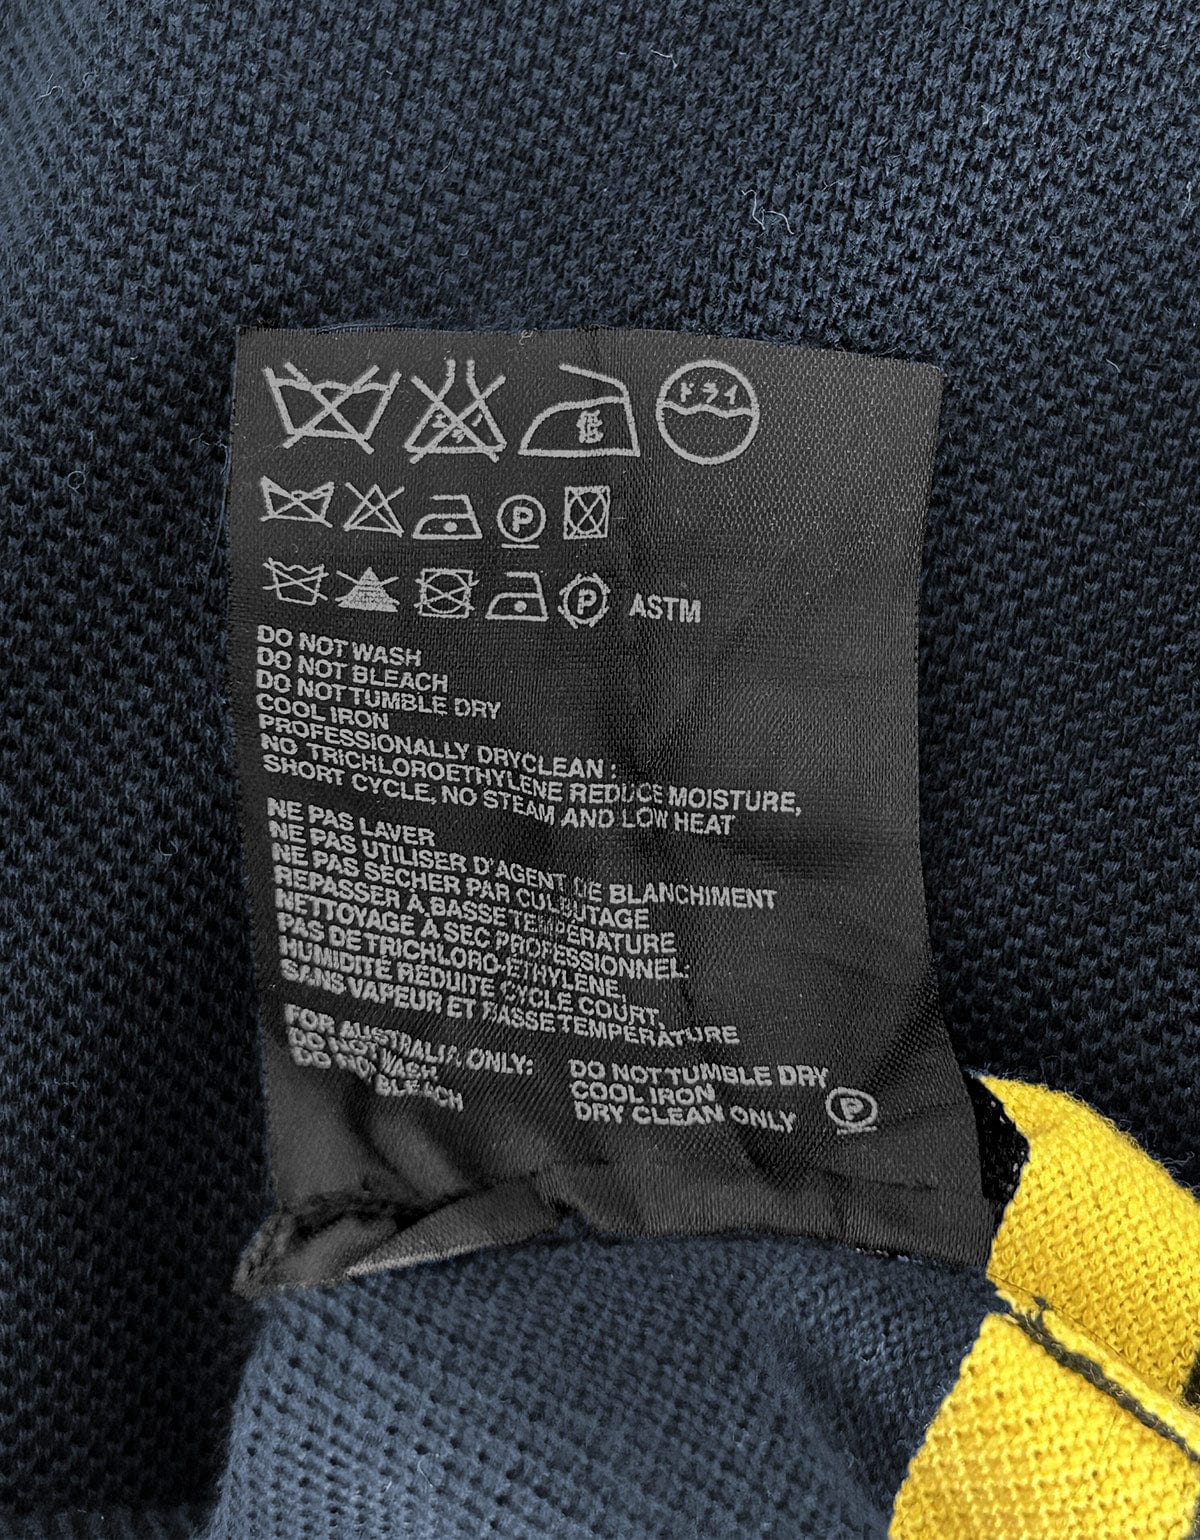 エンソ
低
ドライ
P
P ASTM
DO NOT WASH
DO NOT BLEACH
DO NOT TUMBLE DRY
COOL IRON
PROFESSIONALLY DRYCLEAN :
NO TRICHLOROETHYLENE REDUCE MOISTURE,
SHORT CYCLE, NO STEAM AND LOW HEAT
NE PAS LAVER
NE PAS UTILISER D'AGENT DE BLANCHIMENT
NE PAS SÉCHER PAR CULBUTAGE
REPASSER À BASSE TEMPÉRATURE
NETTOYAGE À SEC PROFESSIONNEL:
PAS DE TRICHLORO-ÉTHYLÈNE,
HUMIDITÉ RÉDUITE CYCLE COURT,
SANS VAPEUR ET BASSE TEMPÉRATURE
FOR AUSTRALIA ONLY:
DO NOT WASH
DO NOT BLEACH
DO NOT TUMBLE DRY
COOL IRON
DRY CLEAN ONLY
P